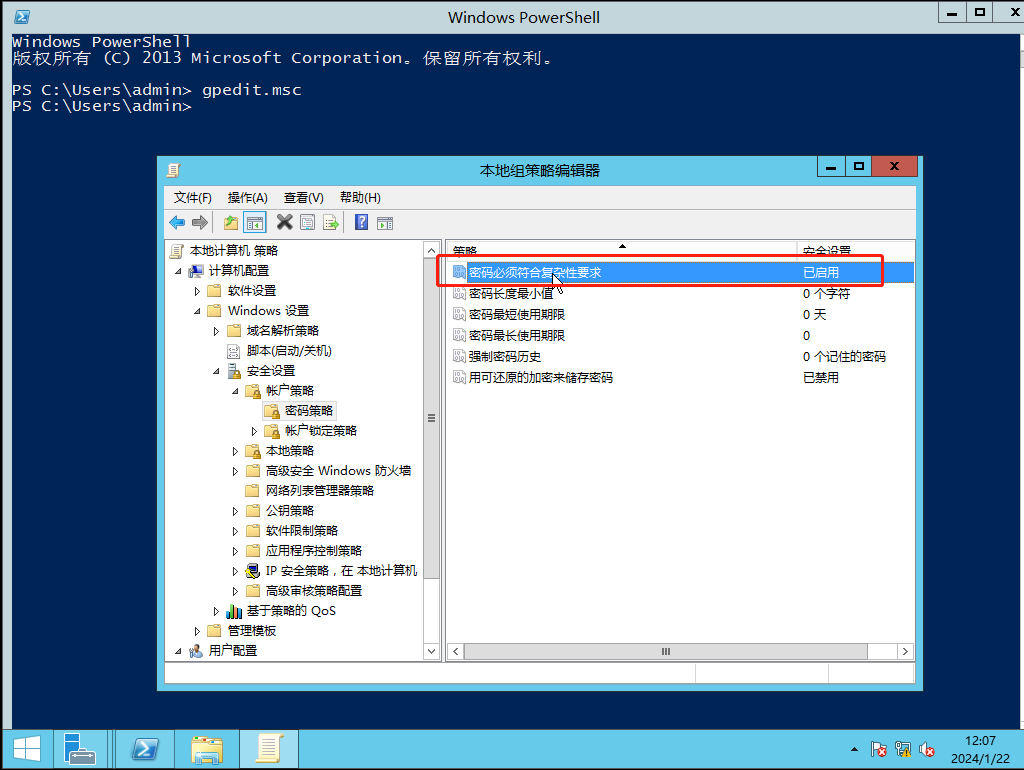 Windows PowerShell
Windows PowerShell
版权所有 (C) 2013 Microsoft Corporation。保留所有权利。
PS C:\Users\admin> gpedit.msc
PS C:\Users\admin>
本地组策略编辑器
文件(F) 操作(A) 查看(V) 帮助(H)
本地计算机 策略
计算机配置
软件设置
Windows 设置
域名解析策略
脚本(启动/关机)
安全设置
帐户策略
密码策略
帐户锁定策略
本地策略
高级安全 Windows 防火墙
网络列表管理器策略
公钥策略
软件限制策略
应用程序控制策略
IP 安全策略，在 本地计算机
高级审核策略配置
基于策略的 QoS
管理模板
用户配置
策略 安全设置
密码必须符合复杂性要求 已启用
密码长度最小值 0 个字符
密码最短使用期限 0 天
密码最长使用期限 0
强制密码历史 0 个记住的密码
用可还原的加密来储存密码 已禁用
12:07
2024/1/22